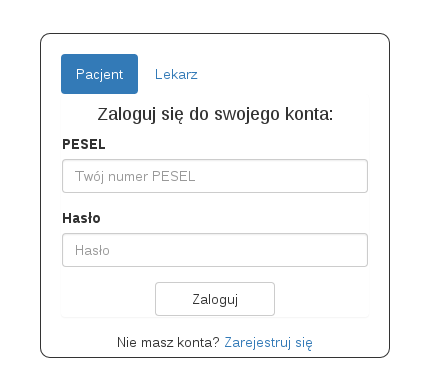 Pacjent Lekarz
Zaloguj się do swojego konta:
PESEL
Twój numer PESEL
Hasło
Hasło
Zaloguj
Nie masz konta? Zarejestruj się